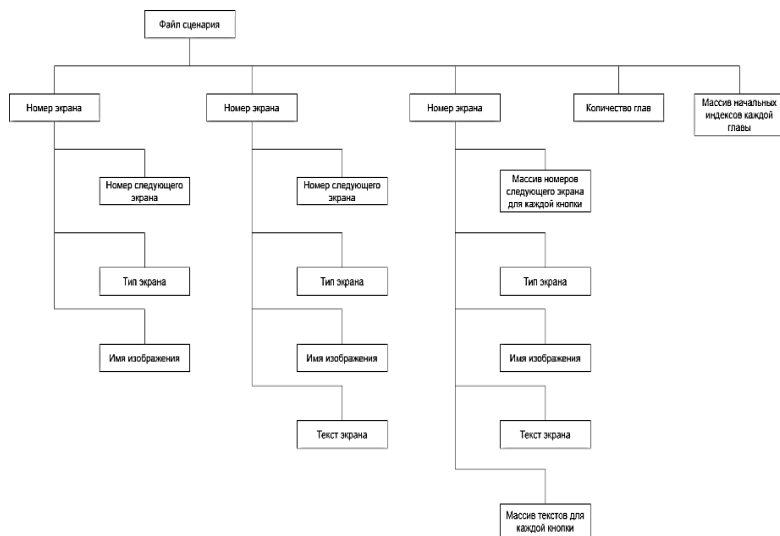 Файл сценария
Номер экрана
Номер экрана
Номер экрана
Количество глав
Массив начальных
индексов каждой
главы
Номер следующего
экрана
Номер следующего
экрана
Массив номеров
следующего экрана
для каждой кнопки
Тип экрана
Тип экрана
Тип экрана
Имя изображения
Имя изображения
Имя изображения
Текст экрана
Текст экрана
Массив текстов для
каждой кнопки